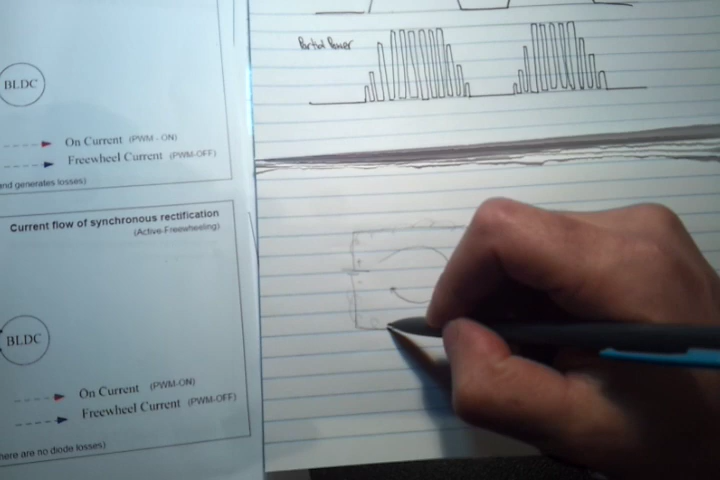 BLDC
On Current (PWM - ON)
Freewheel Current (PWM-OFF)
and generates losses)
Current flow of synchronous rectification
(Active-Freewheeling)
BLDC
On Current (PWM-ON)
Freewheel Current (PWM-OFF)
here are no diode losses)
Partial Power